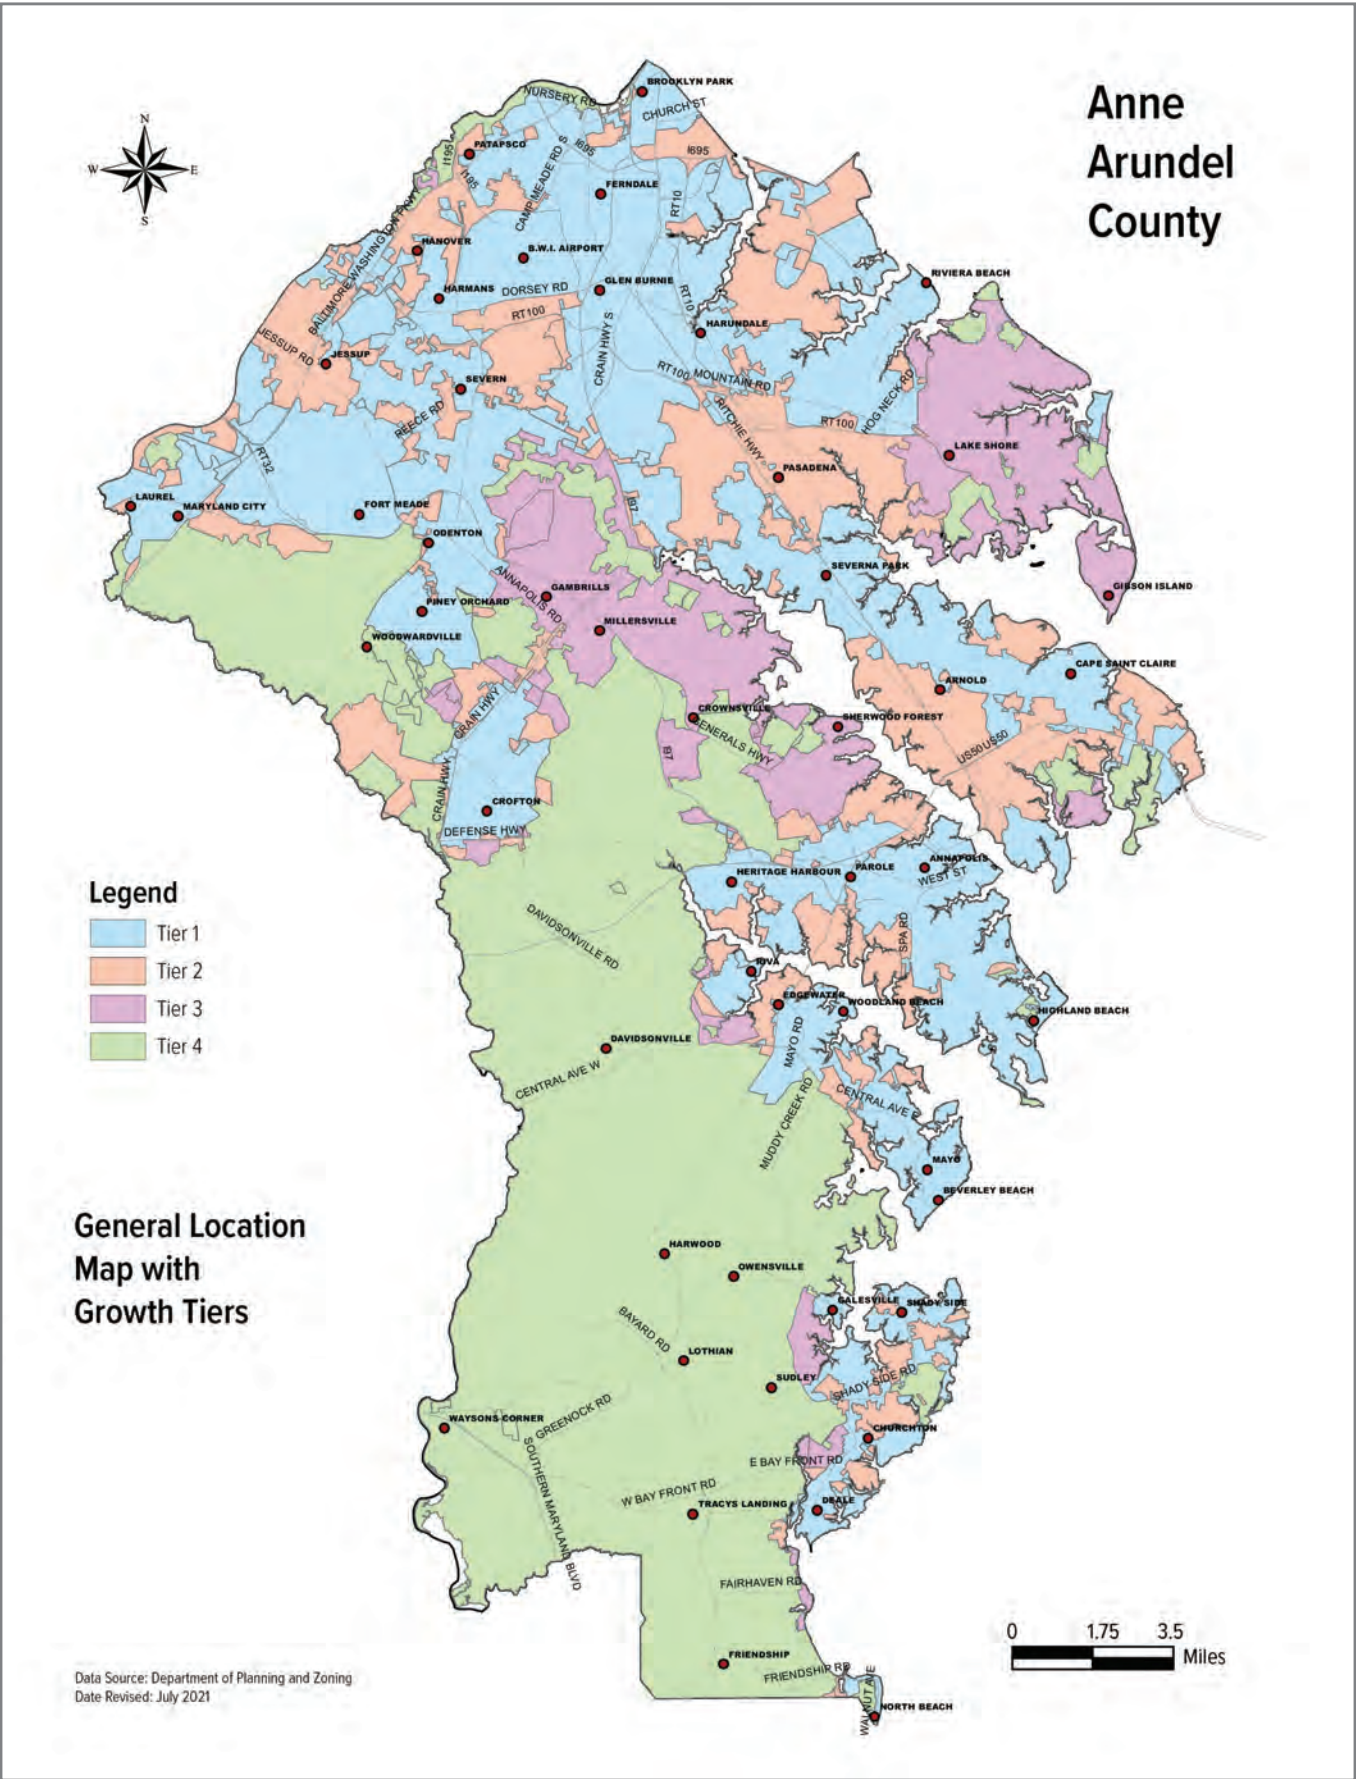 Anne
Arundel
County
N
W
E
S
BROOKLYN PARK
NURSERY RD
CHURCH ST
PATAPSCO
I695
I695
I195
I195
CAMP MEADE RD S
FERNDALE
RT10
BALTIMORE WASHINGTON PKWY
HANOVER
B.W.I. AIRPORT
RIVIERA BEACH
HARMANS
DORSEY RD
GLEN BURNIE
RT10
RT100
HARUNDALE
JESSUP RD
JESSUP
CRAIN HWY S
SEVERN
RT100
MOUNTAIN RD
HOG NECK RD
REECE RD
RITCHIE HWY
RT100
RT32
LAKE SHORE
PASADENA
LAUREL
MARYLAND CITY
FORT MEADE
I97
ODENTON
SEVERNA PARK
ANNAPOLIS RD
GAMBRILLS
GIBSON ISLAND
PINEY ORCHARD
MILLERSVILLE
WOODWARDVILLE
CAPE SAINT CLAIRE
ARNOLD
CRAIN HWY
CROWNSVILLE
SHERWOOD FOREST
GENERALS HWY
I97
US50
US50
CRAIN HWY
CROFTON
DEFENSE HWY
HERITAGE HARBOUR
PAROLE
ANNAPOLIS
WEST ST
Legend
Tier 1
Tier 2
Tier 3
Tier 4
DAVIDSONVILLE RD
SPA RD
RIVA
EDGEWATER
WOODLAND BEACH
HIGHLAND BEACH
MAYO RD
DAVIDSONVILLE
CENTRAL AVE W
CENTRAL AVE E
MUDDY CREEK RD
MAYO
BEVERLEY BEACH
General Location
Map with
Growth Tiers
HARWOOD
OWENSVILLE
GALESVILLE
SHADY SIDE
BAYARD RD
LOTHIAN
SUDLEY
SHADY SIDE RD
WAYSONS CORNER
GREENOCK RD
CHURCHTON
SOUTHERN MARYLAND BLVD
E BAY FRONT RD
W BAY FRONT RD
TRACYS LANDING
DEALE
FAIRHAVEN RD
FRIENDSHIP
FRIENDSHIP RD
WALNUT AVE
NORTH BEACH
0 1.75 3.5
Miles
Data Source: Department of Planning and Zoning
Date Revised: July 2021